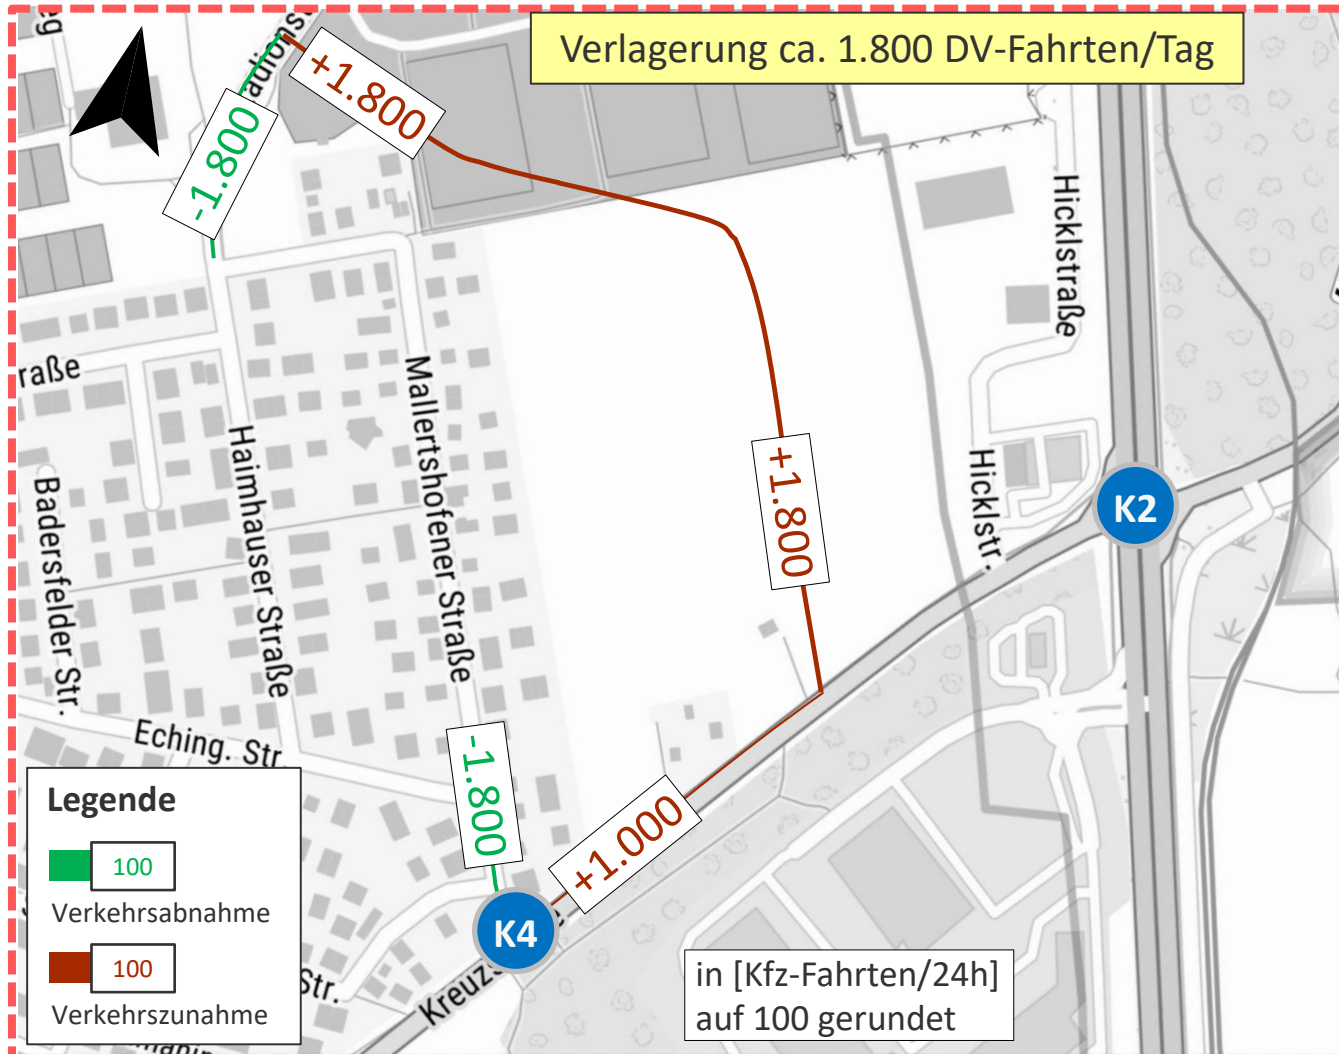 Verlagerung ca. 1.800 DV-Fahrten/Tag
eg
+1.800
-1.800
Hicklstraße
raße
Mallertshofener Straße
Haimhauser Straße
Badersfelder Str.
+1.800
Hicklstr.
K2
Eching. Str.
-1.800
+1.000
K4
Legende
100
Verkehrsabnahme
100
Verkehrszunahme
Str.
in [Kfz-Fahrten/24h]
auf 100 gerundet